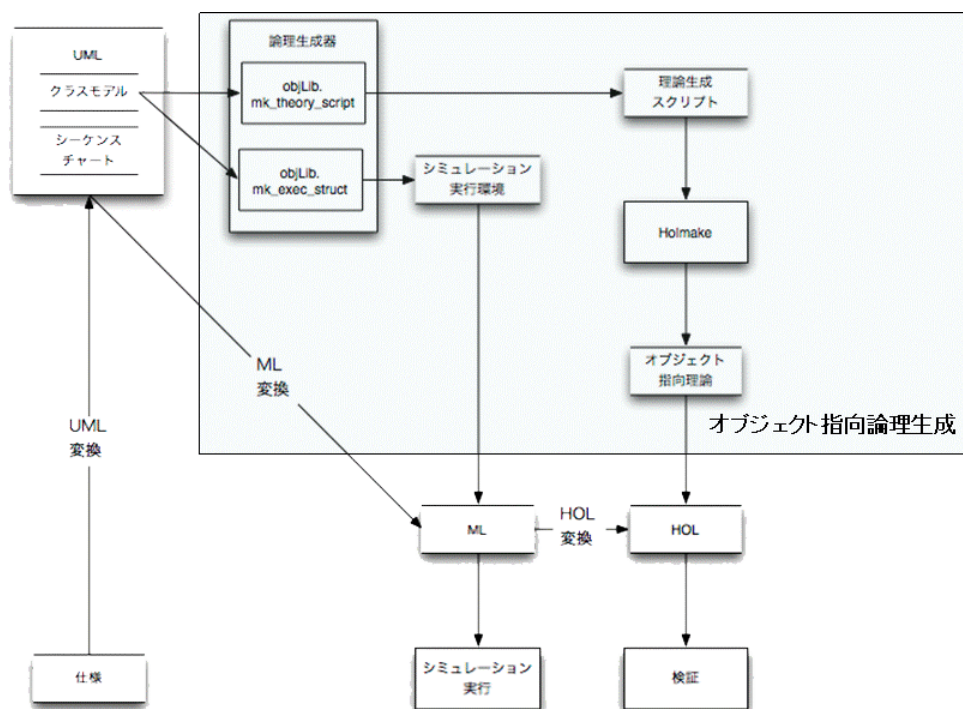 UML
クラスモデル
シーケンス
チャート
論理生成器
objLib.
mk_theory_script
objLib.
mk_exec_struct
シミュレーション
実行環境
理論生成
スクリプト
Holmake
オブジェクト
指向理論
オブジェクト指向論理生成
ML
変換
UML
変換
ML
HOL
変換
HOL
仕様
シミュレーション
実行
検証